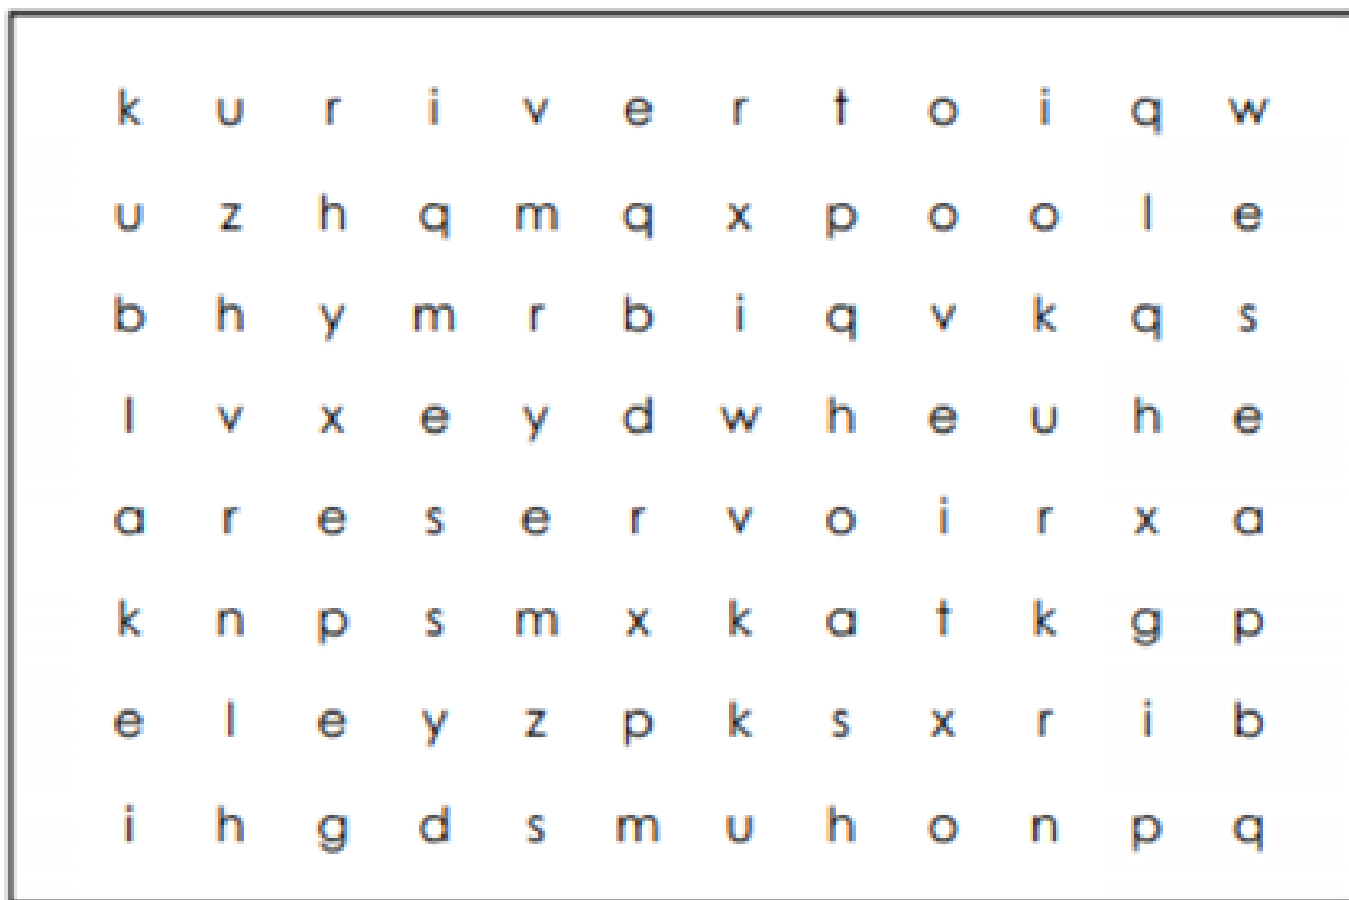 k u r i v e r t o i q w
u z h q m q x p o o l e
b h y m r b i q v k q s
l v x e y d w h e u h e
a r e s e r v o i r x a
k n p s m x k a t k g p
e l e y z p k s x r i b
i h g d s m u h o n p q